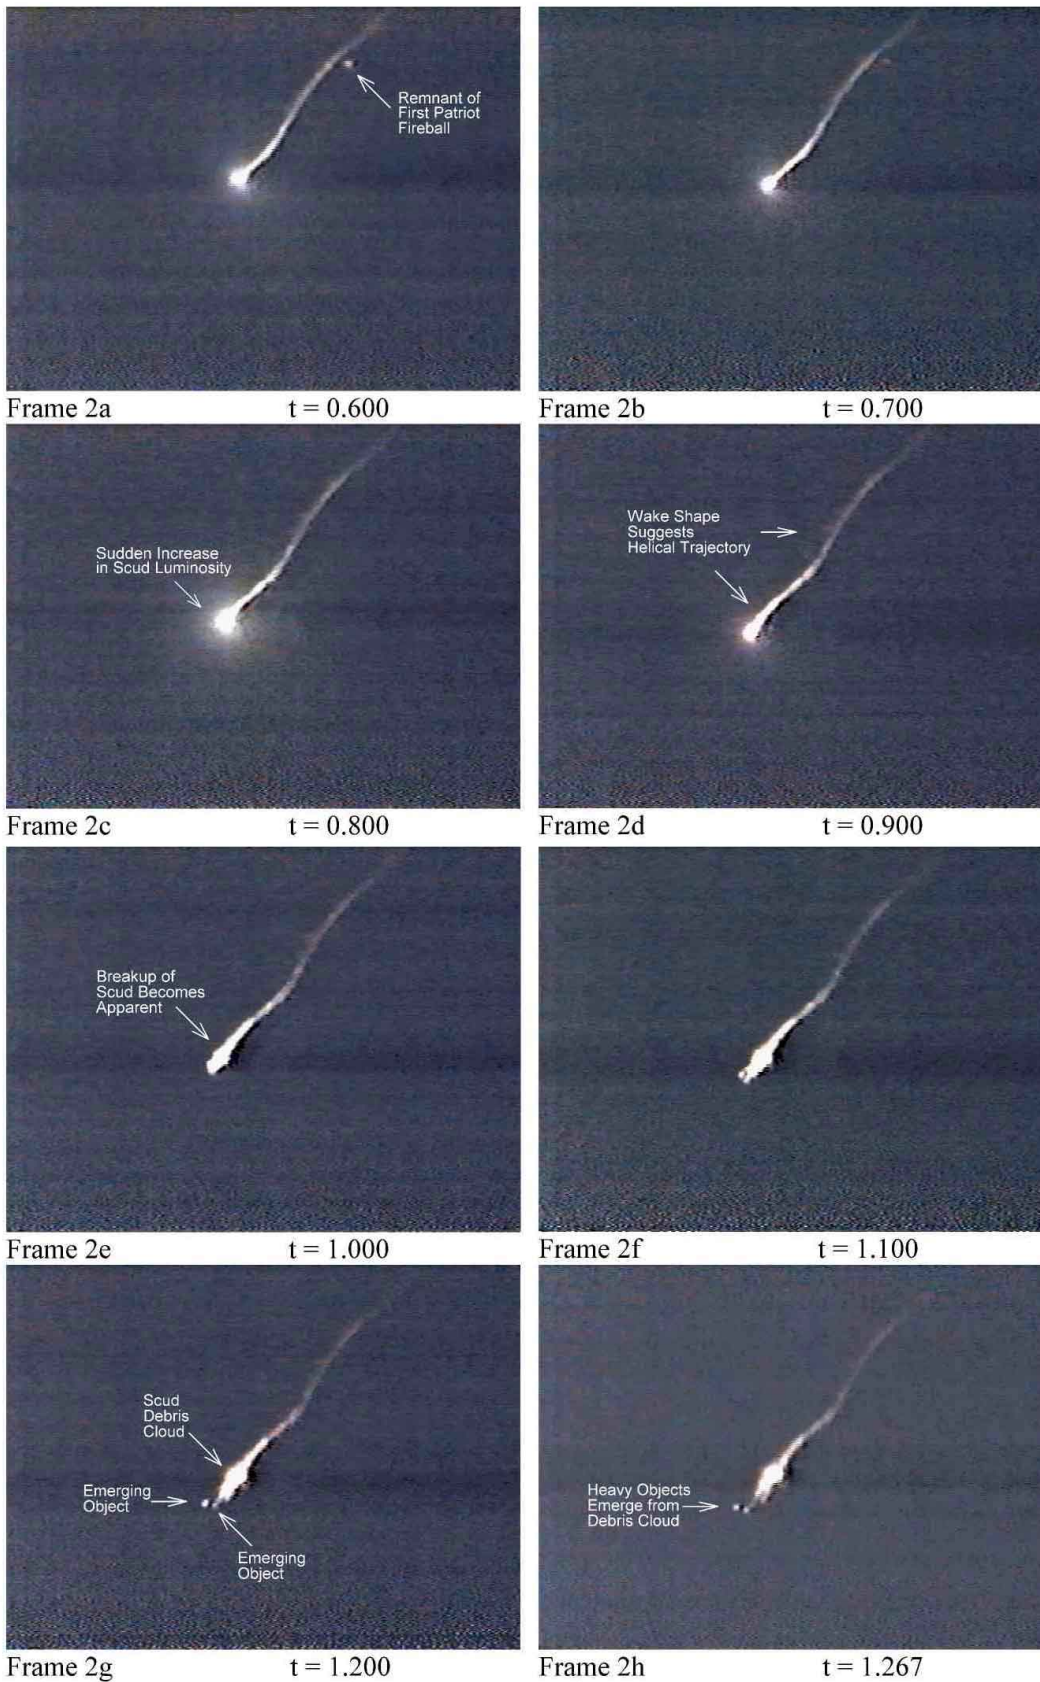 Remnant of
First Patriot
Fireball
Frame 2a t = 0.600
Frame 2b t = 0.700
Sudden Increase
in Scud Luminosity
Frame 2c t = 0.800
Wake Shape
Suggests
Helical Trajectory
Frame 2d t = 0.900
Breakup of
Scud Becomes
Apparent
Frame 2e t = 1.000
Frame 2f t = 1.100
Scud
Debris
Cloud
Emerging
Object
Emerging
Object
Frame 2g t = 1.200
Heavy Objects
Emerge from
Debris Cloud
Frame 2h t = 1.267